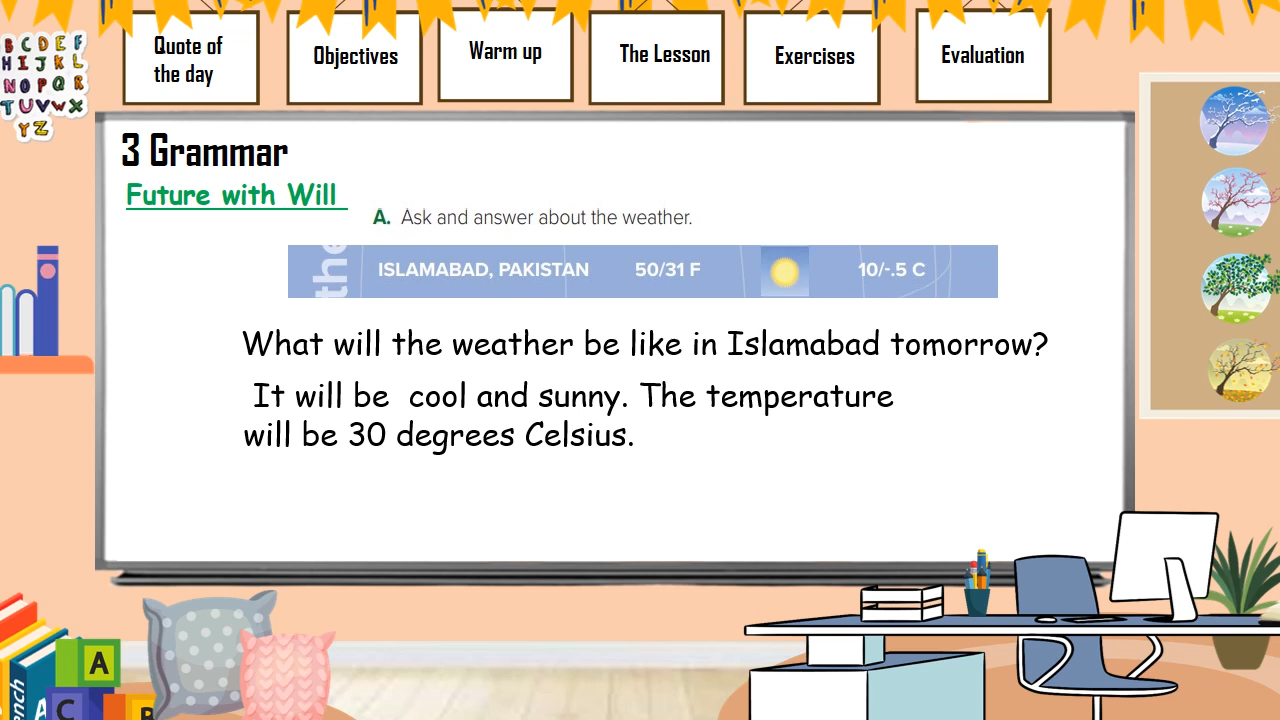 Quote of
the day
Objectives
Warm up
The Lesson
Exercises
Evaluation
B C D E F
H I J K L
N O P Q R
T U V W X
Y Z
3 Grammar
Future with Will
A. Ask and answer about the weather.
the
ISLAMABAD, PAKISTAN 50/31 F 10/-.5 C
What will the weather be like in Islamabad tomorrow?
It will be cool and sunny. The temperature
will be 30 degrees Celsius.
A
C
B